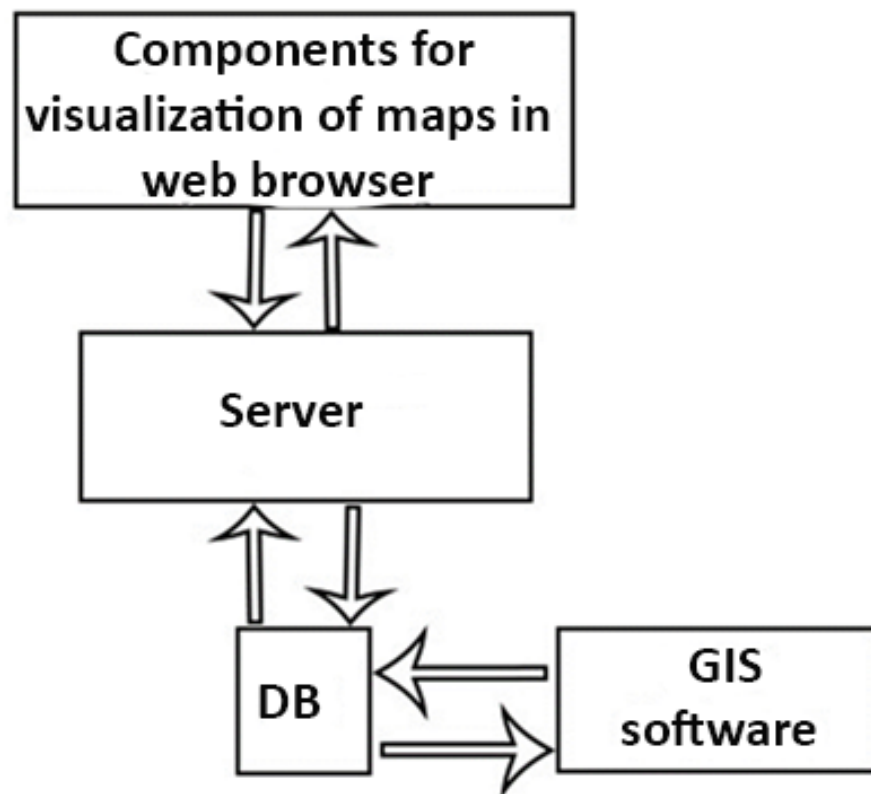 Components for
visualization of maps in
web browser
Server
DB
GIS
software